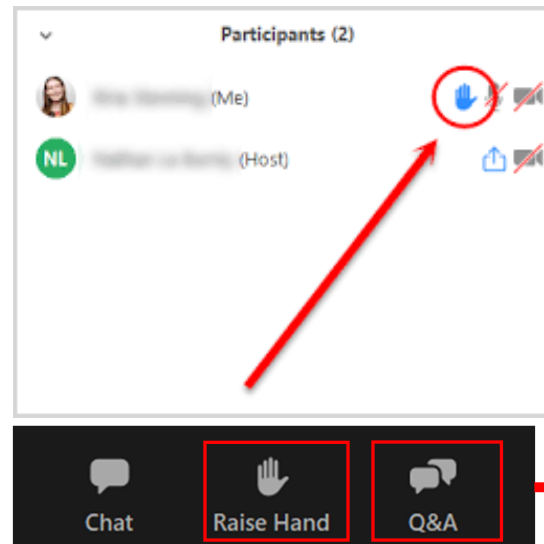 Participants (2)
(Me)
NL
(Host)
Chat
Raise Hand
Q&A